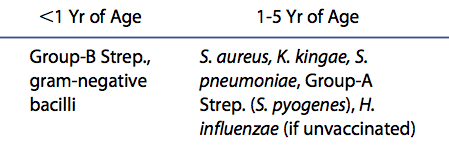 <1 Yr of Age
1-5 Yr of Age
Group-B Strep.,
gram-negative
bacilli
S. aureus, K. kingae, S.
pneumoniae, Group-A
Strep. (S. pyogenes), H.
influenzae (if unvaccinated)